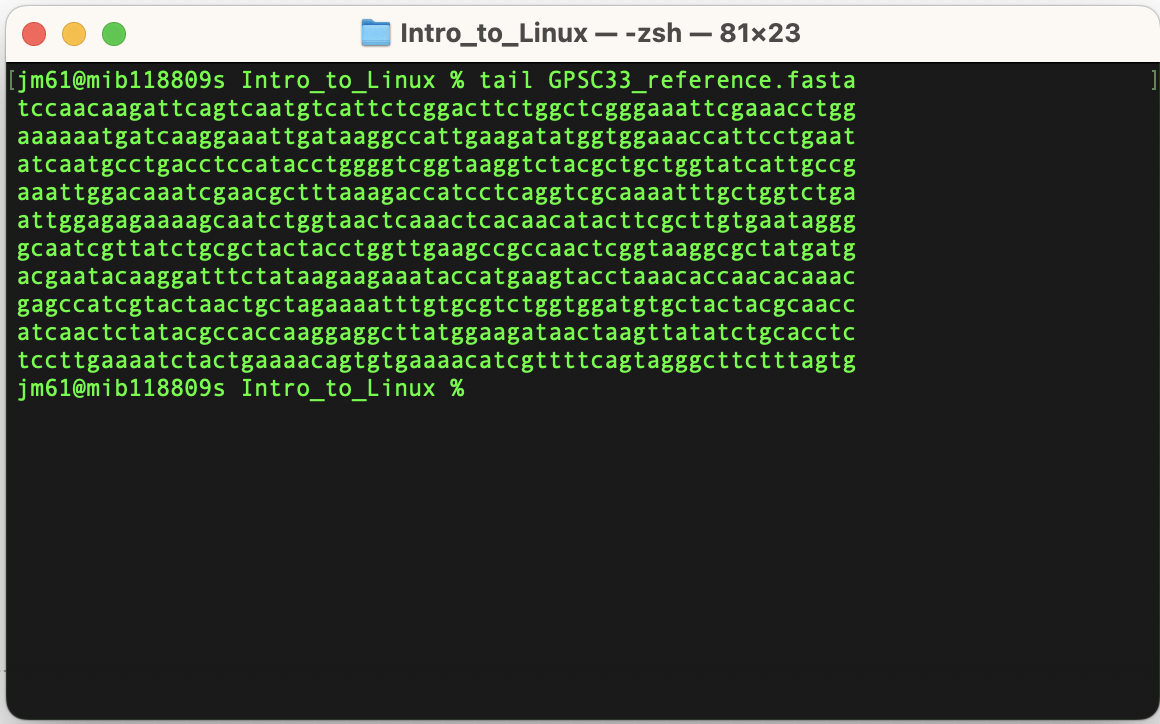 Intro_to_Linux — -zsh — 81×23
[jm61@mib118809s Intro_to_Linux % tail GPSC33_reference.fasta ]
tccaacaagattcagtcaatgtcattctcggacttctggctcgggaaattcgaaacctgg
aaaaaatgatcaaggaaattgataaggccattgaagatatggtggaaaccattcctgaat
atcaatgcctgacctccatacctggggtcggtaaggtctacgctgctggtatcattgccg
aaattggacaaatcgaacgctttaaagaccatcctcaggtcgcaaaatttgctggtctga
attggagagaaaagcaatctggtaactcaaactcacaacatacttcgcttgtgaataggg
gcaatcgttatctgcgctactacctggttgaagccgccaactcggtaaggcgctatgatg
acgaatacaaggatttctataagaagaaataccatgaagtacctaaacaccaacacaaac
gagccatcgtactaactgctagaaaatttgtgcgtctggtggatgtgctactacgcaacc
atcaactctatacgccaccaaggaggcttatggaagataactaagttatatctgcacctc
tccttgaaaatctactgaaaacagtgtgaaaacatcgttttcagtagggcttctttagtg
jm61@mib118809s Intro_to_Linux %